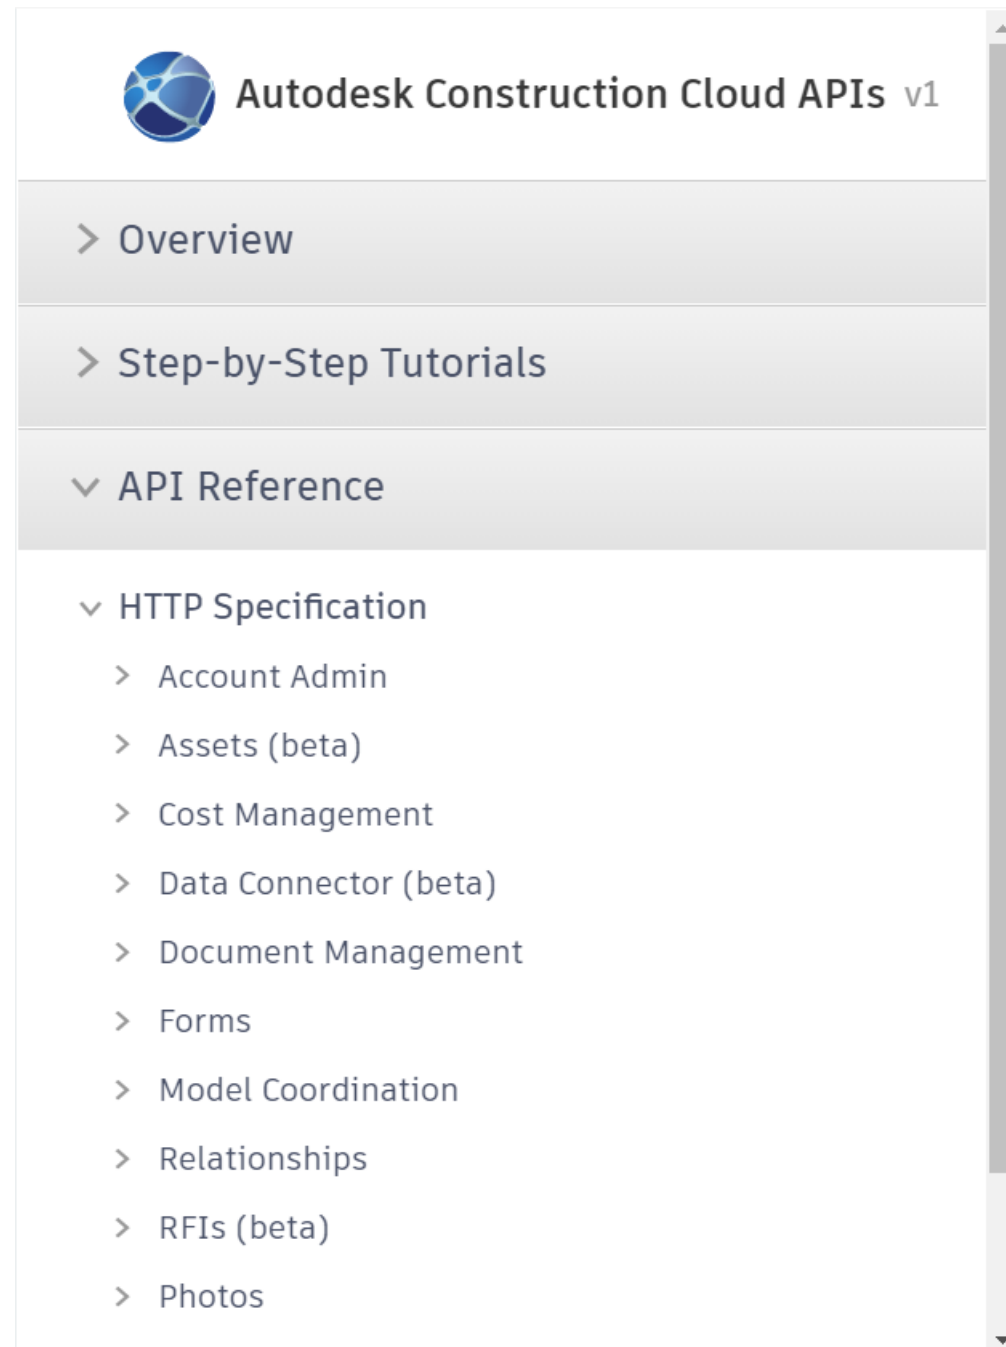 Autodesk Construction Cloud APIs v1
Overview
Step-by-Step Tutorials
API Reference
HTTP Specification
Account Admin
Assets (beta)
Cost Management
Data Connector (beta)
Document Management
Forms
Model Coordination
Relationships
RFIs (beta)
Photos